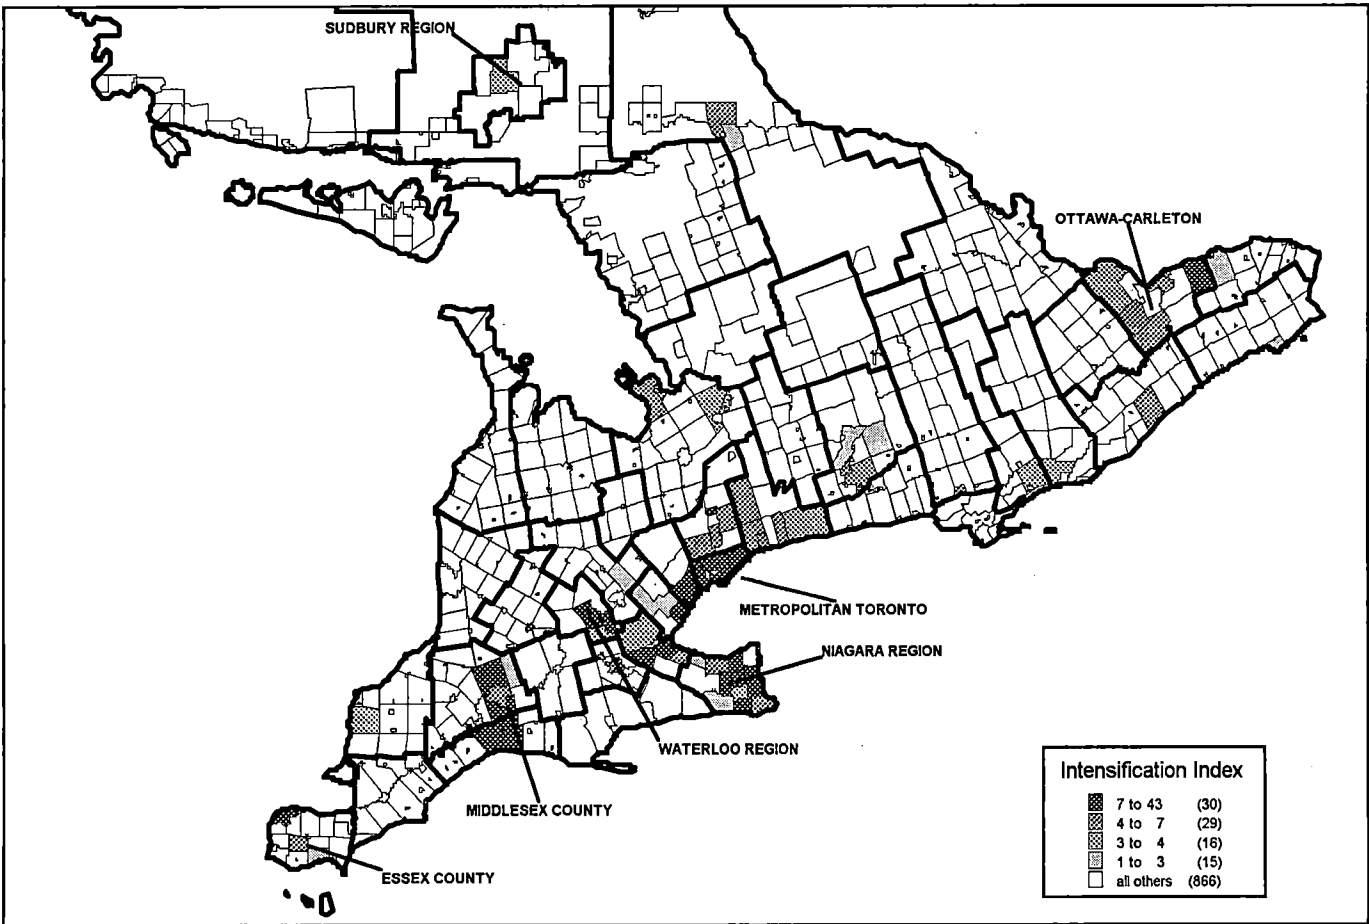 SUDBURY REGION
OTTAWA-CARLETON
METROPOLITAN TORONTO
NIAGARA REGION
WATERLOO REGION
MIDDLESEX COUNTY
ESSEX COUNTY
Intensification Index
7 to 43 (30)
4 to 7 (29)
3 to 4 (16)
1 to 3 (15)
all others (866)